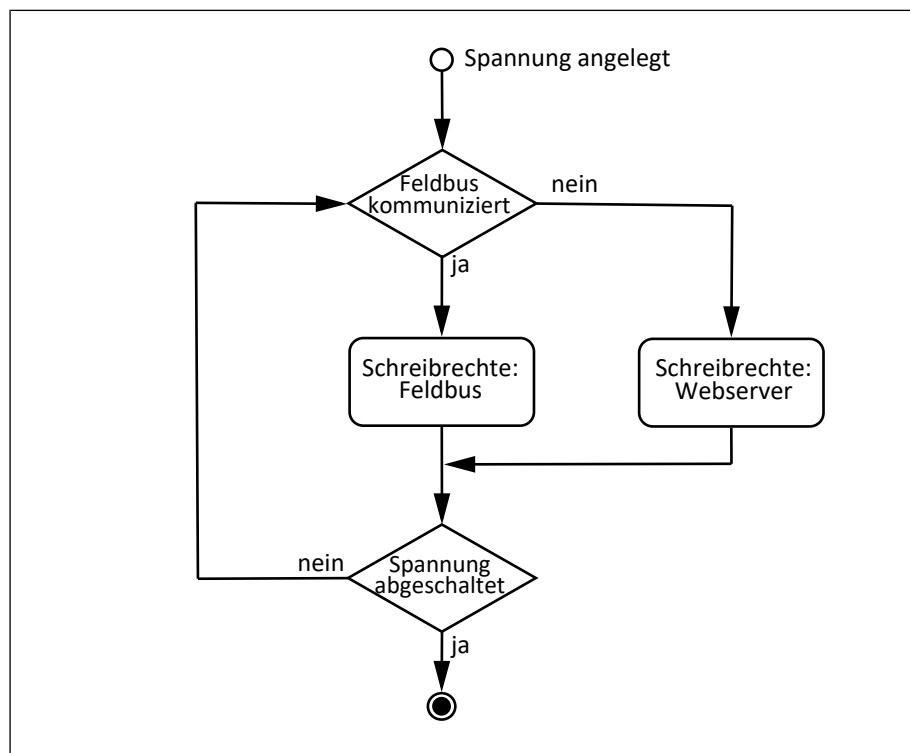 Spannung angelegt
Feldbus
kommuniziert
nein
ja
Schreibrechte:
Feldbus
Schreibrechte:
Webserver
nein
Spannung
abgeschaltet
ja